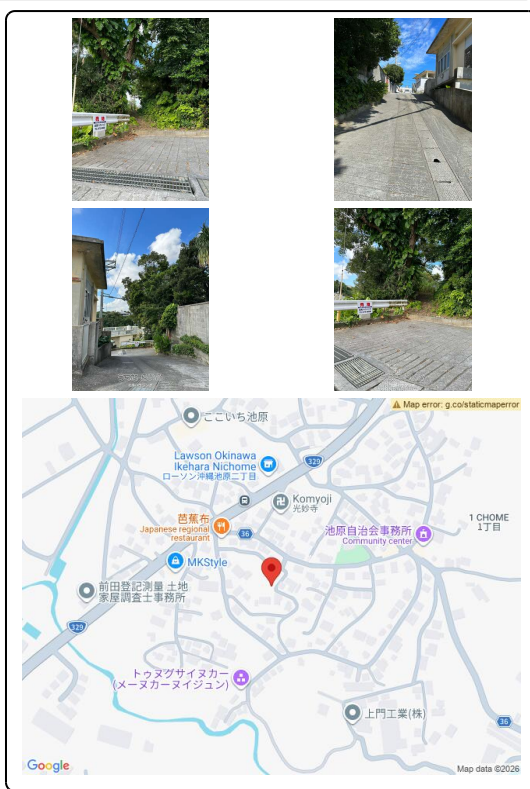 Map error: g.co/staticmaperror
ここいち池原
Lawson Okinawa
Ikehara Nichome
ローソン沖縄池原二丁目
329
Komyoji
光妙寺
芭蕉布
Japanese regional
restaurant
36
池原自治会事務所
Community center
1 CHOME
1丁目
MKStyle
前田登記測量 土地
家屋調査士事務所
329
トゥヌグサイヌカー
(メーヌカーヌイジュン)
上門工業(株)
36
Google
Map data ©2026